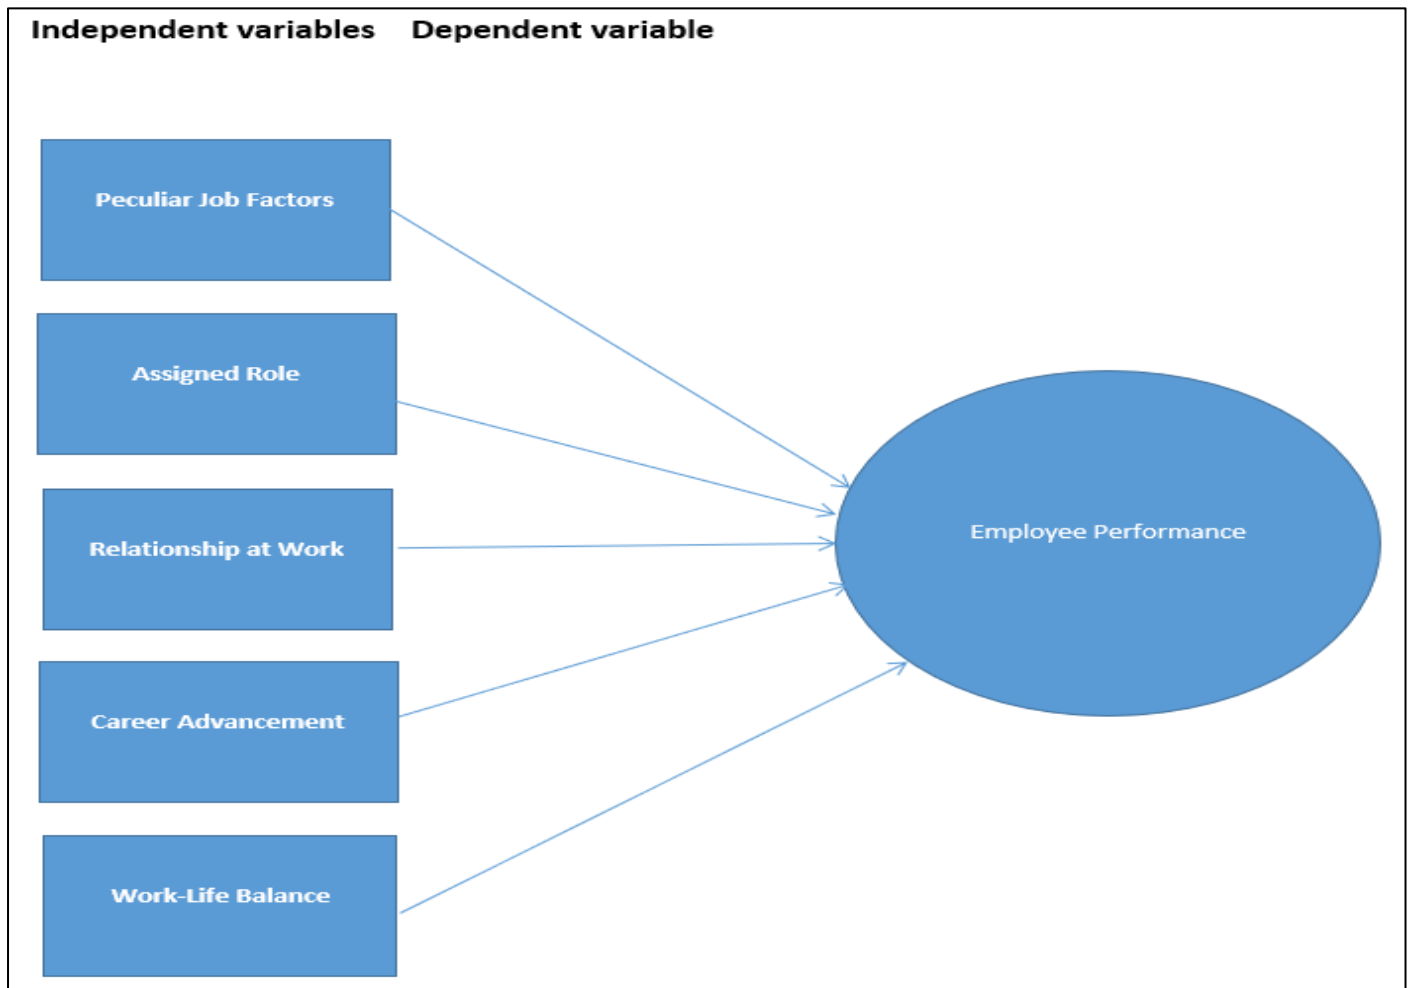 Independent variables Dependent variable
Peculiar Job Factors
Assigned Role
Relationship at Work
Employee Performance
Career Advancement
Work-Life Balance